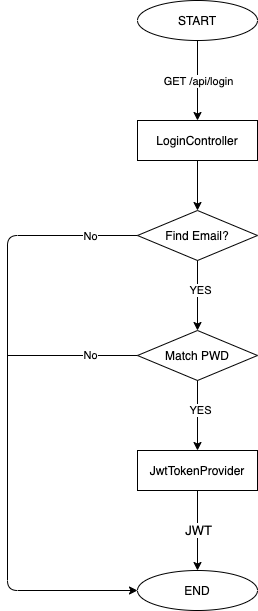 START
GET /api/login
LoginController
Find Email?
No
YES
Match PWD
No
YES
JwtTokenProvider
JWT
END